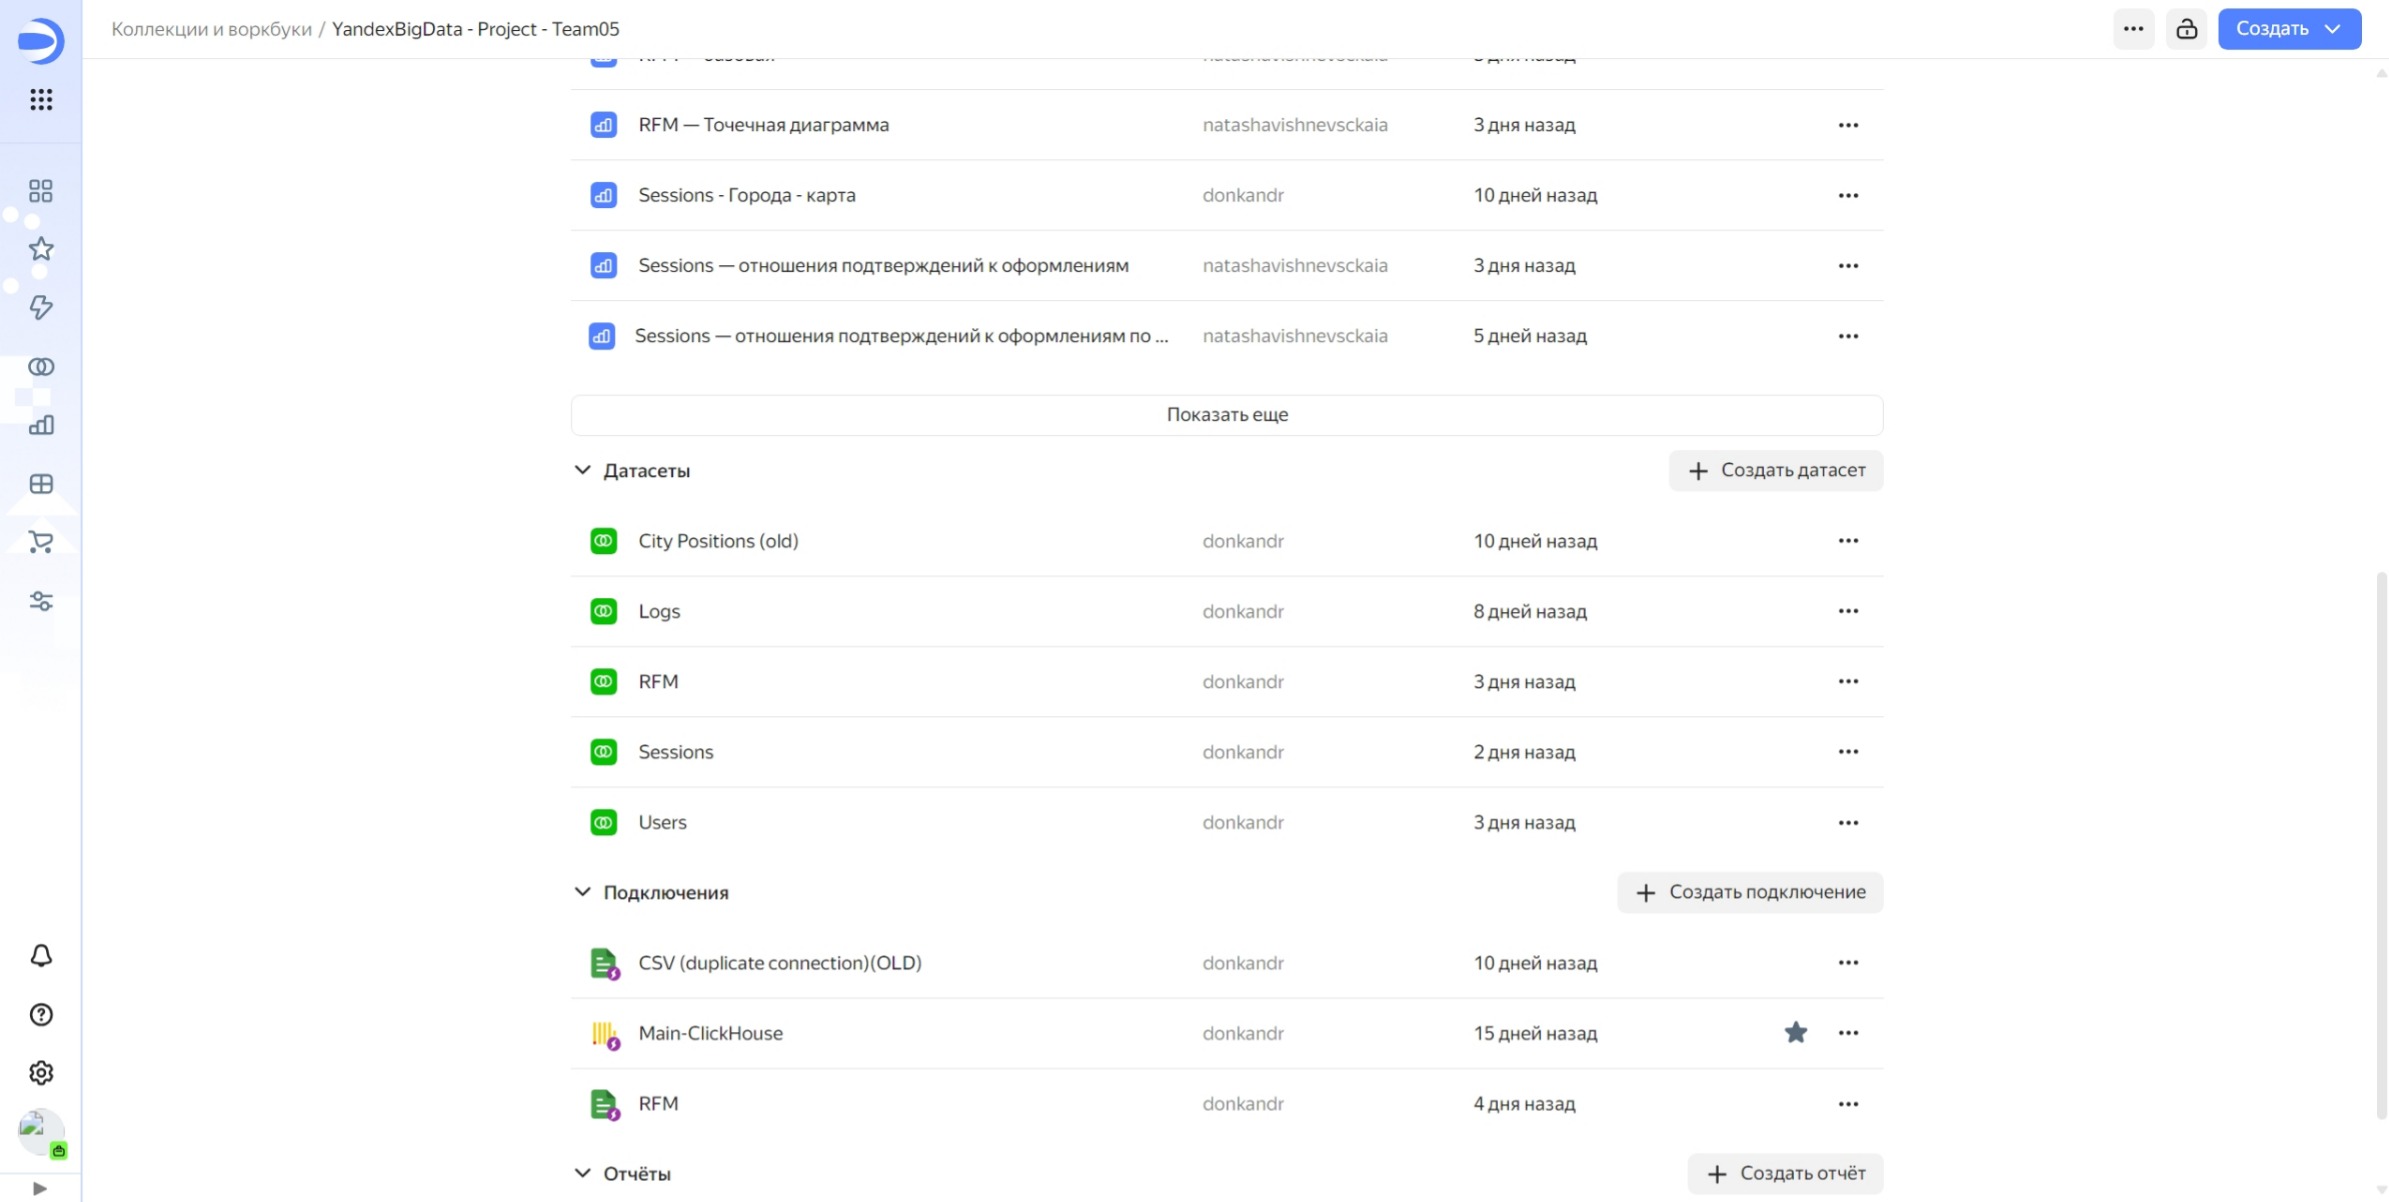 Коллекции и воркбуки / YandexBigData - Project - Team05
Создать
RFM — Точечная диаграмма natashavishnevsckaia 3 дня назад
Sessions - Города - карта donkandr 10 дней назад
Sessions — отношения подтверждений к оформлениям natashavishnevsckaia 3 дня назад
Sessions — отношения подтверждений к оформлениям по ... natashavishnevsckaia 5 дней назад
Показать еще
Датасеты
Создать датасет
City Positions (old) donkandr 10 дней назад
Logs donkandr 8 дней назад
RFM donkandr 3 дня назад
Sessions donkandr 2 дня назад
Users donkandr 3 дня назад
Подключения
Создать подключение
CSV (duplicate connection)(OLD) donkandr 10 дней назад
Main-ClickHouse donkandr 15 дней назад
RFM donkandr 4 дня назад
Отчёты
Создать отчёт